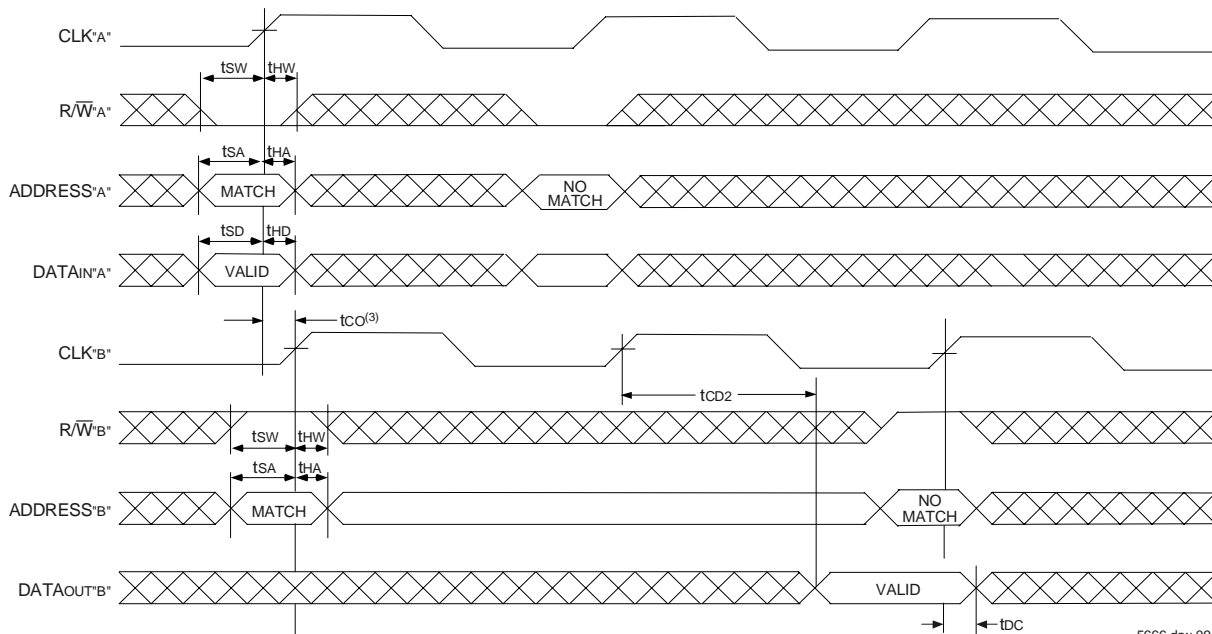 CLK"A"
tSW tHW
R/W̅"A"
tSA tHA
ADDRESS"A" MATCH NO MATCH
tSD tHD
DATAIN"A" VALID
tCO(3)
CLK"B"
tCD2
R/W̅"B"
tSW tHW
tSA tHA
ADDRESS"B" MATCH NO MATCH
DATAOUT"B" VALID
tDC